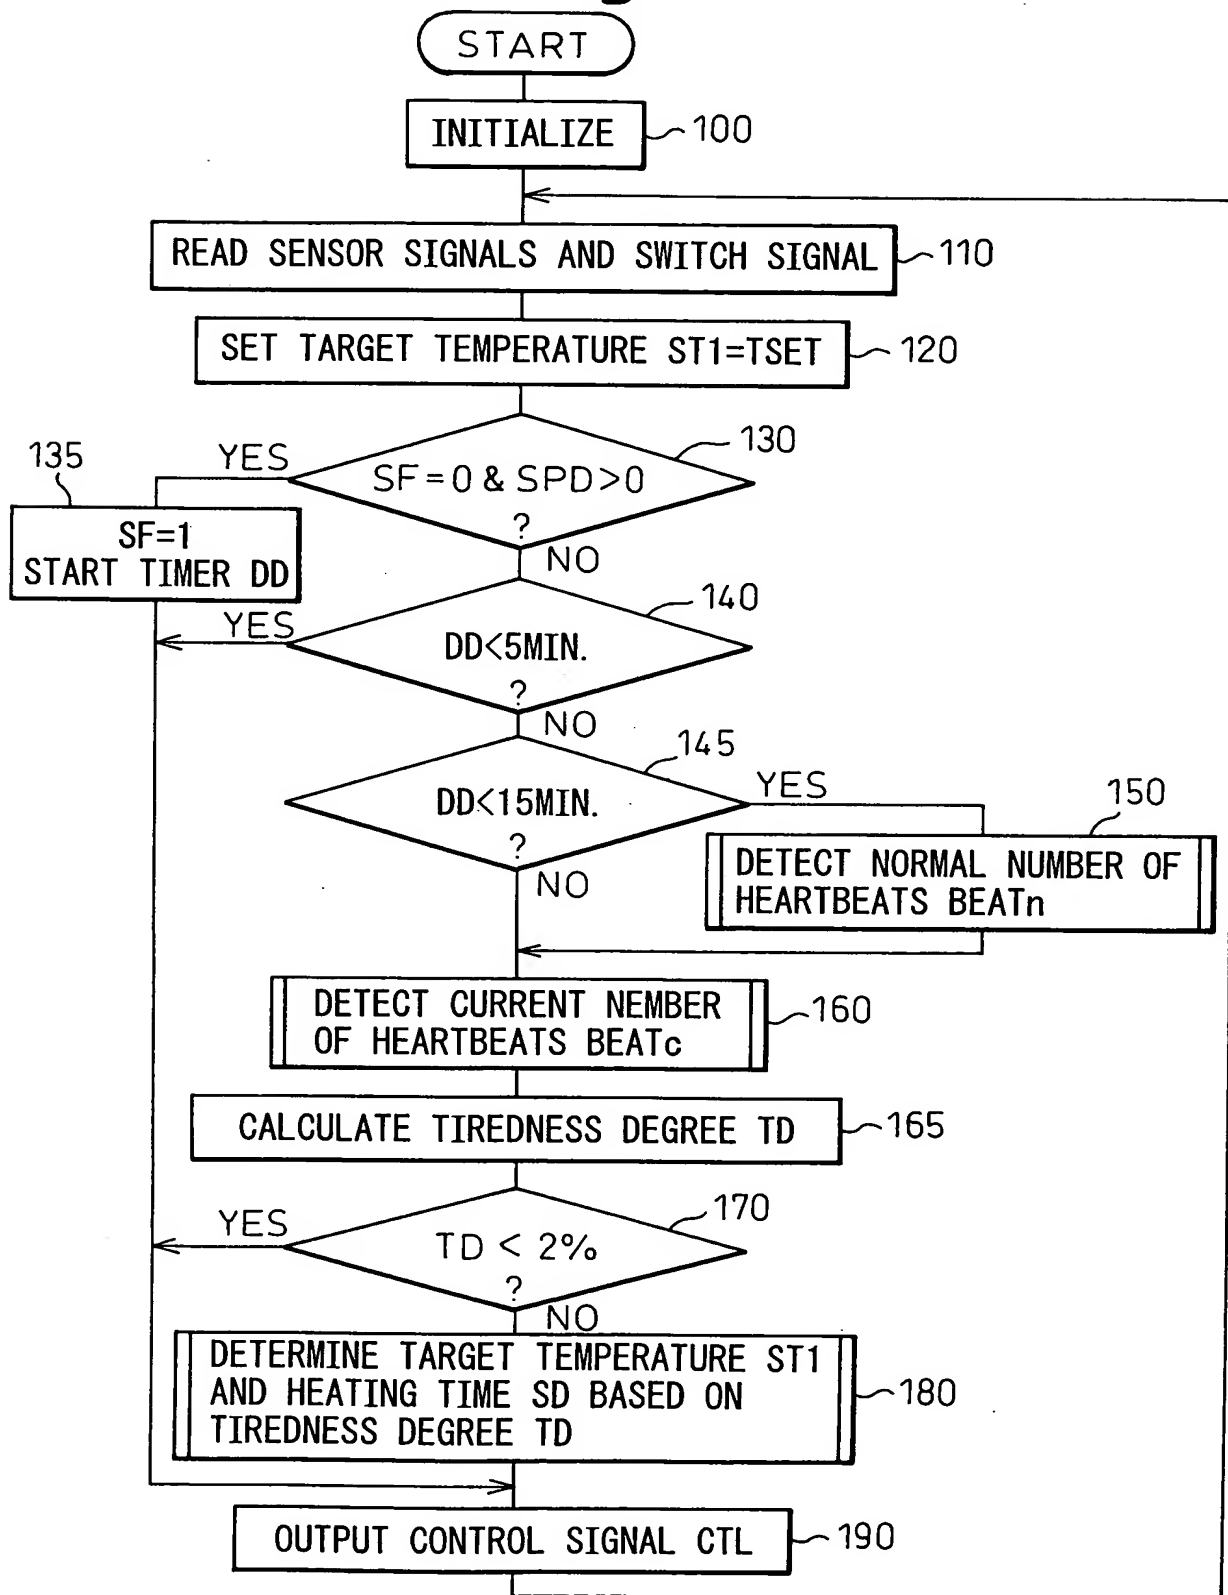 START
INITIALIZE
100
READ SENSOR SIGNALS AND SWITCH SIGNAL
110
SET TARGET TEMPERATURE ST1=TSET
120
130
SF=0 & SPD>0
?
YES
NO
135
SF=1
START TIMER DD
140
DD<5MIN.
?
YES
NO
145
DD<15MIN.
?
YES
NO
150
DETECT NORMAL NUMBER OF
HEARTBEATS BEATn
DETECT CURRENT NEMBER
OF HEARTBEATS BEATc
160
CALCULATE TIREDNESS DEGREE TD
165
170
TD < 2%
?
YES
NO
DETERMINE TARGET TEMPERATURE ST1
AND HEATING TIME SD BASED ON
TIREDNESS DEGREE TD
180
OUTPUT CONTROL SIGNAL CTL
190